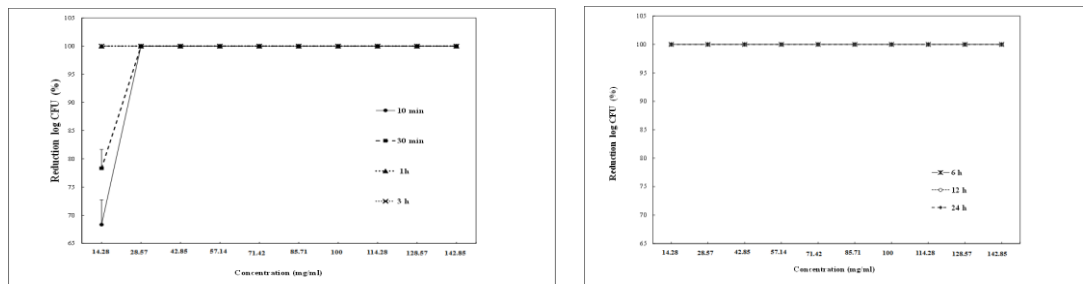 Reduction log CFU (%)
103
100
95
90
85
80
75
70
65
14.28 28.57 42.85 57.14 71.42 85.71 100 114.28 128.57 142.85
Concentration (mg/ml)
10 min
30 min
1h
3 h
Reduction log CFU (%)
103
100
95
90
85
80
75
70
65
14.28 28.57 42.85 57.14 71.42 85.71 100 114.28 128.57 142.85
Concentration (mg/ml)
6 h
12 h
24 h